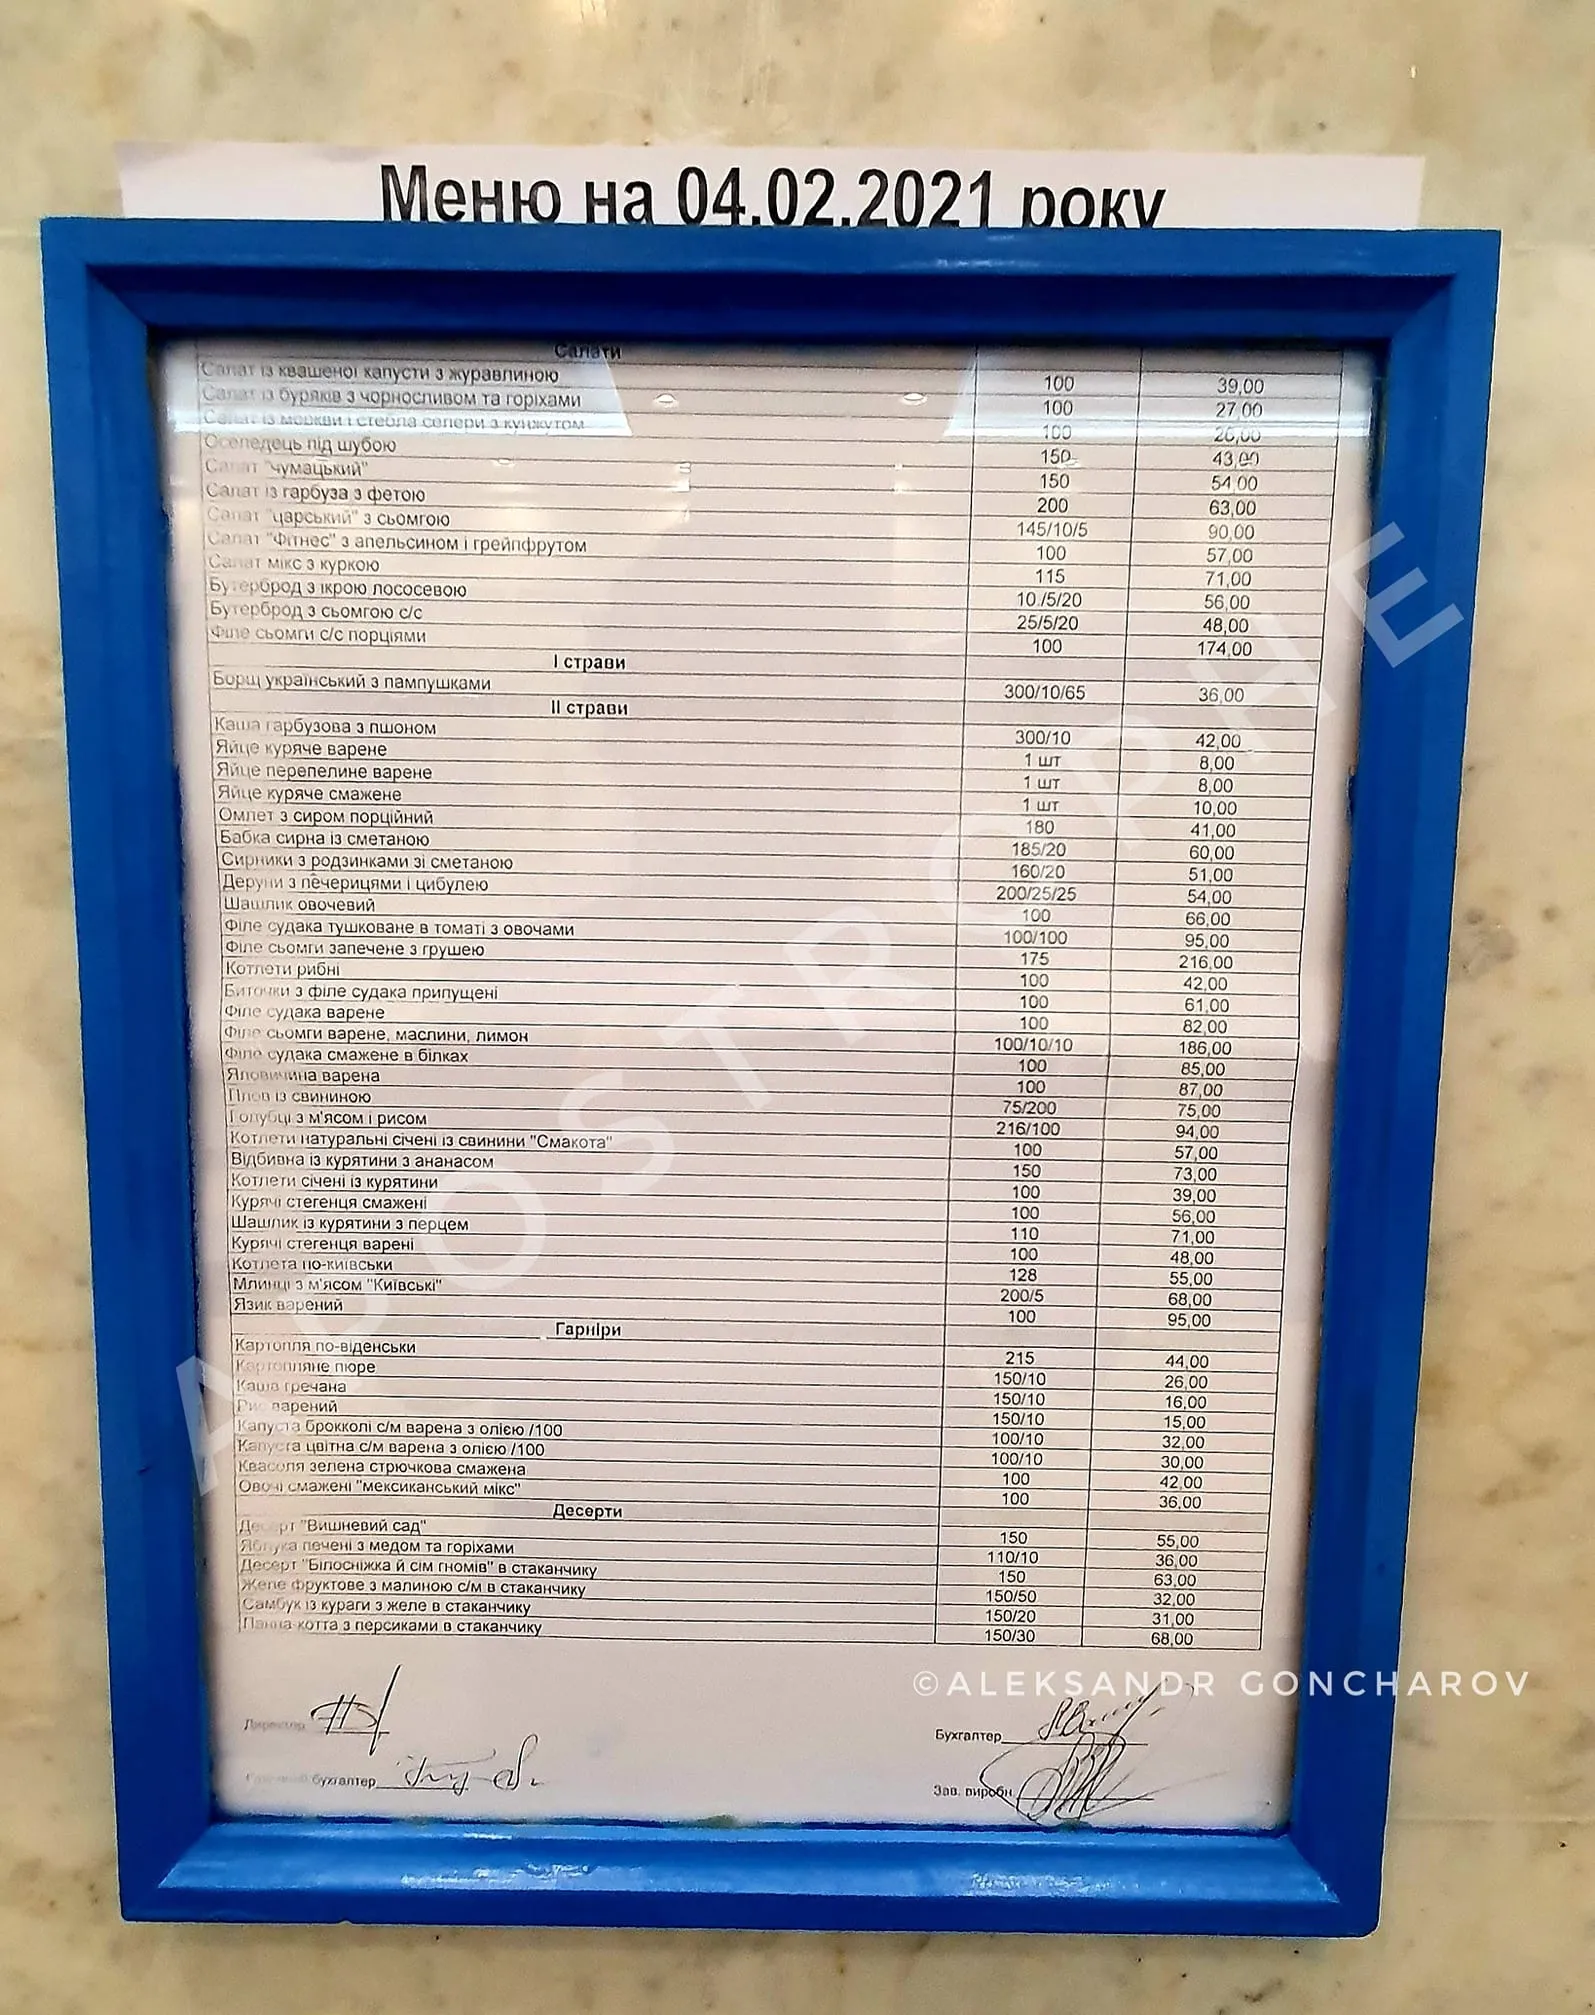 Меню на 04.02.2021 року
Салати
Салат із квашеної капусти з журавлиною 100 39,00
Салат із буряків з чорносливом та горіхами 100 27,00
Салат із моркви і стебла селери з кунжутом 100 26,00
Оселедець під шубою 150 43,00
Салат "чумацький" 150 54,00
Салат із гарбуза з фетою 200 63,00
Салат "царський" з сьомгою 145/10/5 90,00
Салат "Фітнес" з апельсином і грейпфрутом 100 57,00
Салат мікс з куркою 115 71,00
Бутерброд з ікрою лососевою 10./5/20 56,00
Бутерброд з сьомгою с/с 25/5/20 48,00
Філе сьомги с/с порціями 100 174,00
І страви
Борщ український з пампушками 300/10/65 36,00
ІІ страви
Каша гарбузова з пшоном 300/10 42,00
Яйце куряче варене 1 шт 8,00
Яйце перепелине варене 1 шт 8,00
Яйце куряче смажене 1 шт 10,00
Омлет з сиром порційний 180 41,00
Бабка сирна із сметаною 185/20 60,00
Сирники з родзинками зі сметаною 160/20 51,00
Деруни з печерицями і цибулею 200/25/25 54,00
Шашлик овочевий 100 66,00
Філе судака тушковане в томаті з овочами 100/100 95,00
Філе сьомги запечене з грушею 175 216,00
Котлети рибні 100 42,00
Биточки з філе судака припущені 100 61,00
Філе судака варене 100 82,00
Філе сьомги варене, маслини, лимон 100/10/10 186,00
Філе судака смажене в білках 100 85,00
Яловичина варена 100 87,00
Плов із свининою 75/200 75,00
Голубці з м'ясом і рисом 216/100 94,00
Котлети натуральні січені із свинини "Смакота" 100 57,00
Відбивна із курятини з ананасом 150 73,00
Котлети січені із курятини 100 39,00
Курячі стегенця смажені 100 56,00
Шашлик із курятини з перцем 110 71,00
Курячі стегенця варені 100 48,00
Котлета по-київськи 128 55,00
Млинці з м'ясом "Київські" 200/5 68,00
Язик варений 100 95,00
Гарніри
Картопля по-віденськи 215 44,00
Картопляне пюре 150/10 26,00
Каша гречана 150/10 16,00
Рис варений 150/10 15,00
Капуста брокколі с/м варена з олією /100 100/10 32,00
Капуста цвітна с/м варена з олією /100 100/10 30,00
Квасоля зелена стрючкова смажена 100 42,00
Овочі смажені "мексиканський мікс" 100 36,00
Десерти
Десерт "Вишневий сад" 150 55,00
Яблука печені з медом та горіхами 110/10 36,00
Десерт "Білосніжка й сім гномів" в стаканчику 150 63,00
Желе фруктове з малиною с/м в стаканчику 150/50 32,00
Самбук із кураги з желе в стаканчику 150/20 31,00
Панна котта з персиками в стаканчику 150/30 68,00
©ALEKSANDR GONCHAROV
Директор Бухгалтер
бухгалтер Зав. виробн
APOSTROPHE